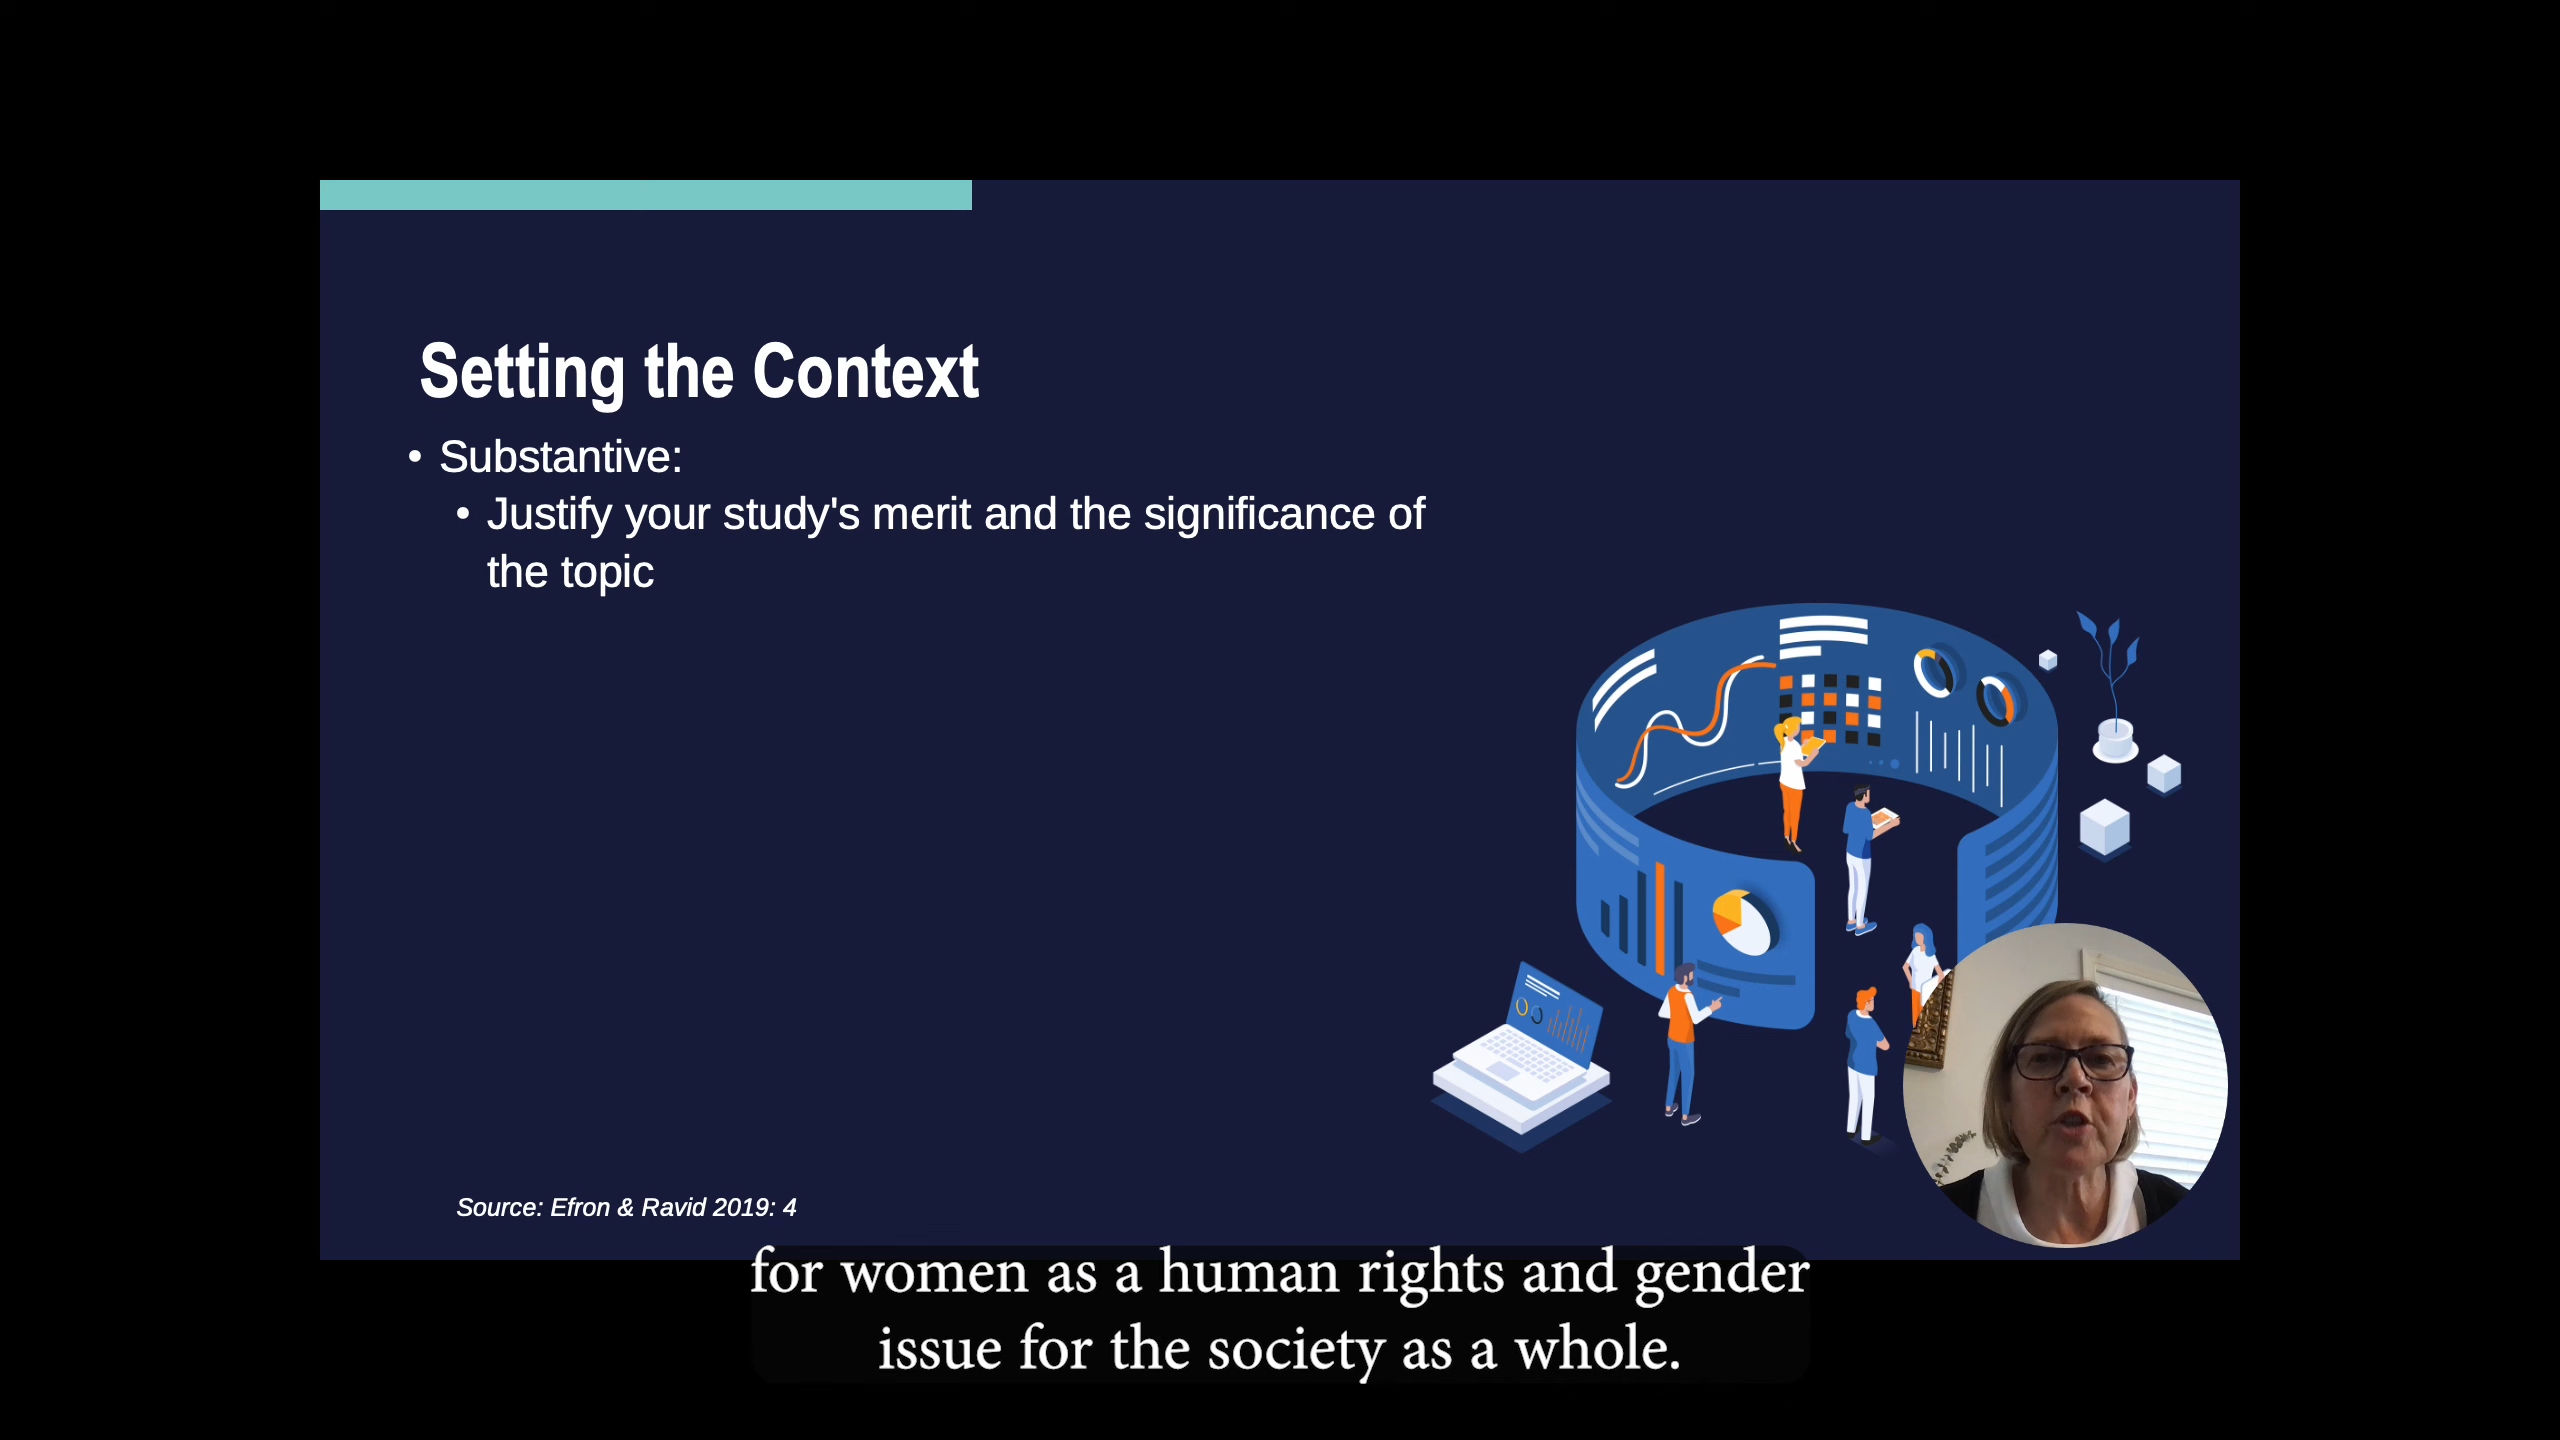 Setting the Context
• Substantive:
• Justify your study's merit and the significance of
the topic
Source: Efron & Ravid 2019: 4
for women as a human rights and gender
issue for the society as a whole.